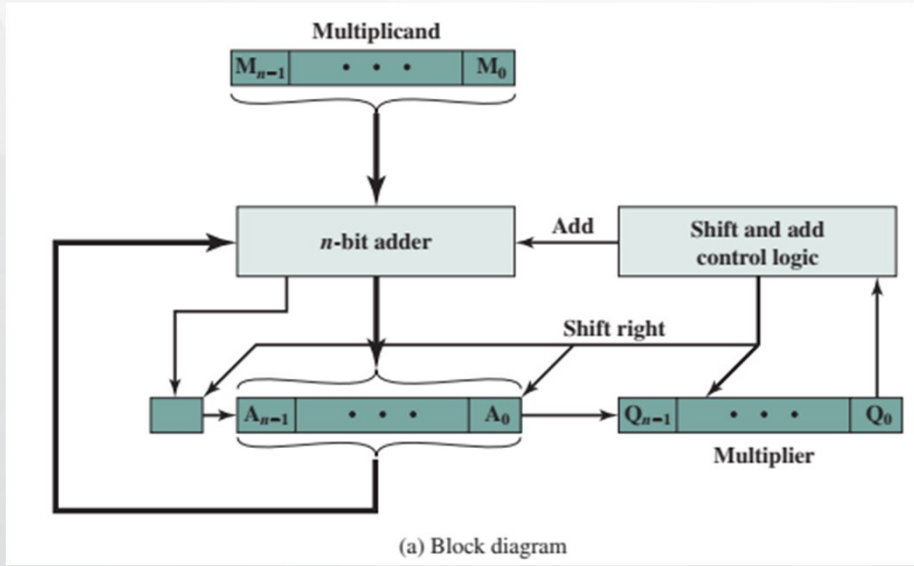 Multiplicand
Mn−1 • • • M0
n-bit adder
Add
Shift and add
control logic
Shift right
An−1 • • • A0
Qn−1 • • • Q0
Multiplier
(a) Block diagram